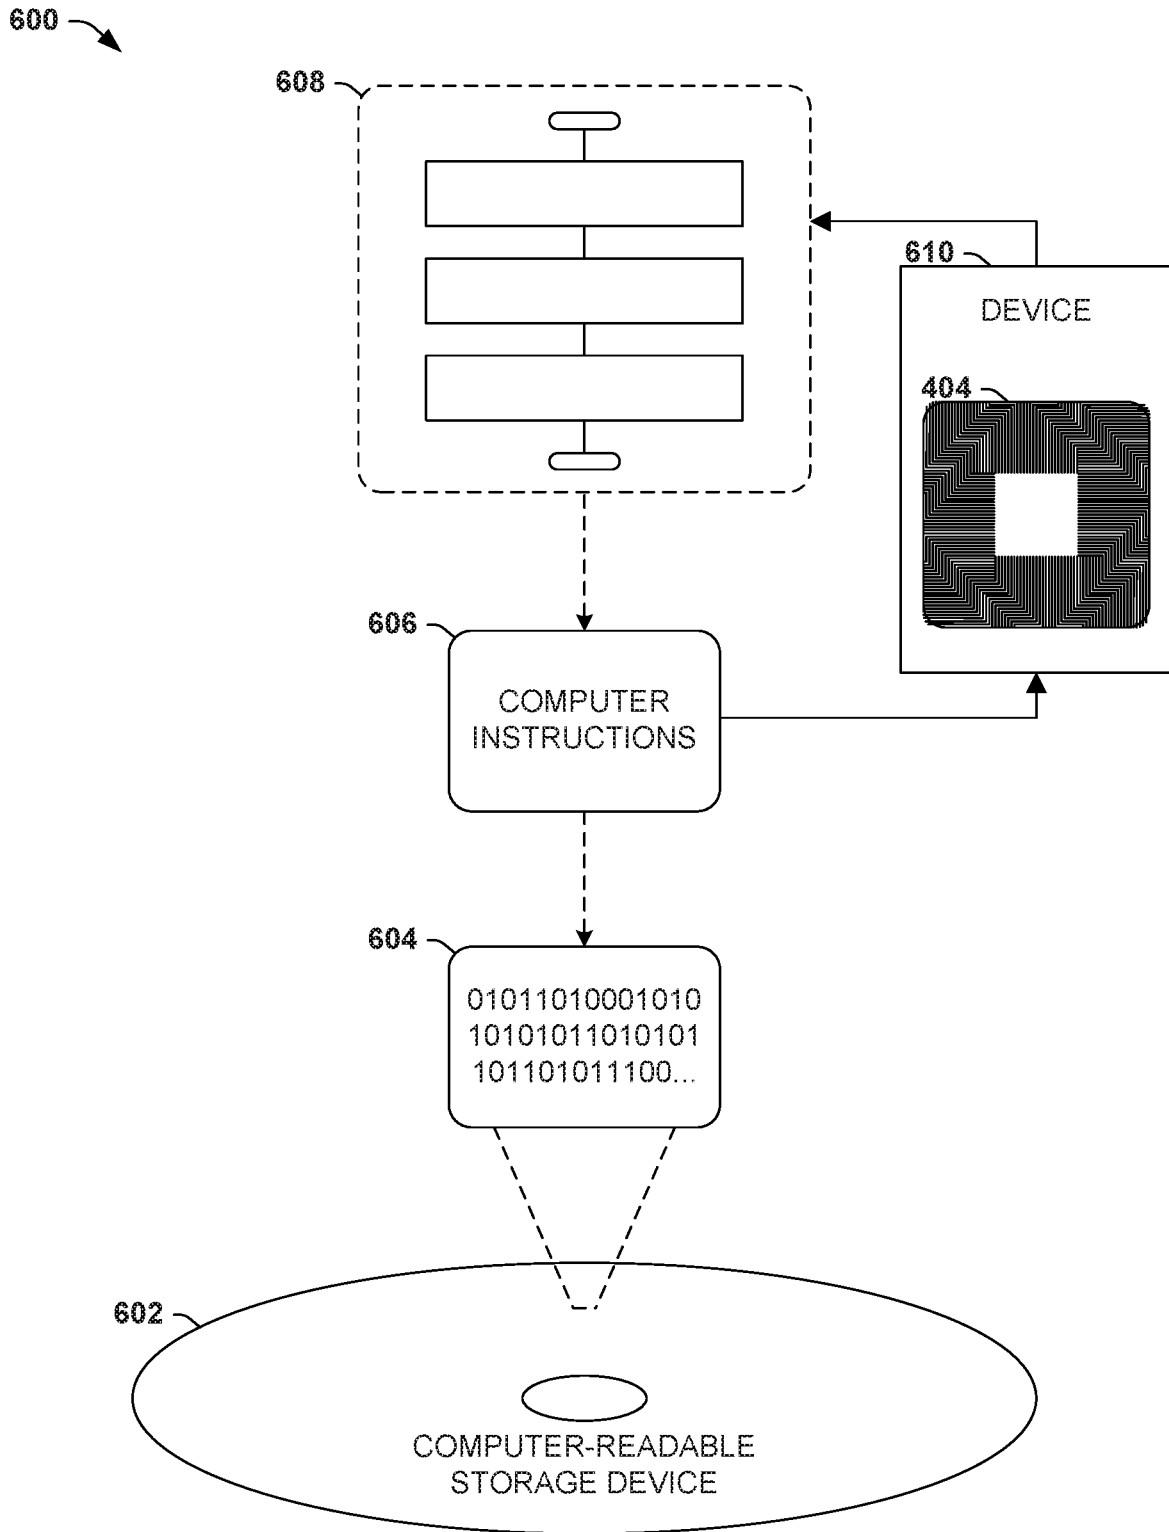 600
608
610
DEVICE
404
606
COMPUTER
INSTRUCTIONS
604
01011010001010
10101011010101
101101011100...
602
COMPUTER-READABLE
STORAGE DEVICE